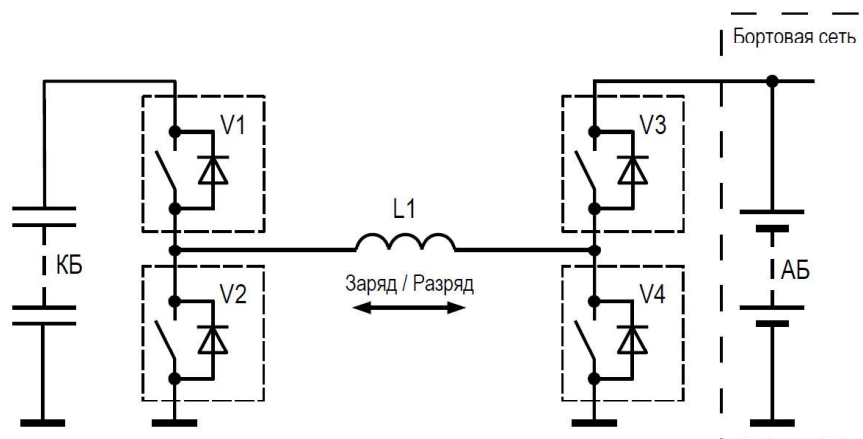 Бортовая сеть
V1
V3
L1
КБ
Заряд / Разряд
АБ
V2
V4